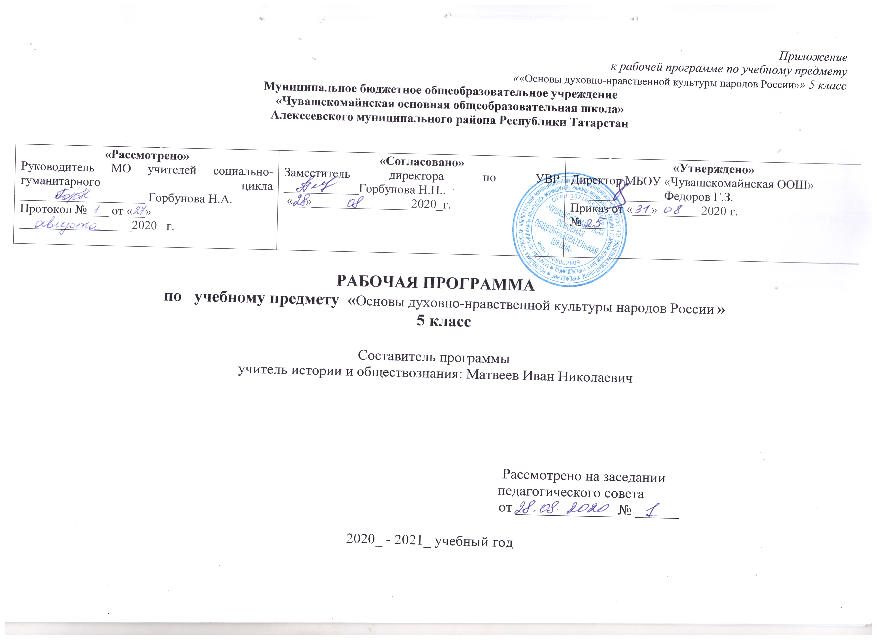 Приложение
к рабочей программе по учебному предмету
««Основы духовно-нравственной культуры народов России»» 5 класс
Муниципальное бюджетное общеобразовательное учреждение
«Чувашскомайнская основная общеобразовательная школа»
Алексеевского муниципального района Республики Татарстан
«Рассмотрено»
Руководитель МО учителей социально-
гуманитарного цикла
Горбунова Н.А.
Протокол № 1 от «27»
августа 2020 г.
«Согласовано»
Заместитель директора по УВР
Горбунова Н.П.
«28» 08 2020_г.
«Утверждено»
Директор МБОУ «Чувашскомайнская ООШ»
Федоров Г.З.
Приказ от «31» 08 2020 г.
№ 25
РАБОЧАЯ ПРОГРАММА
по учебному предмету «Основы духовно-нравственной культуры народов России »
5 класс
Составитель программы
учитель истории и обществознания: Матвеев Иван Николаевич
Рассмотрено на заседании
педагогического совета
от 28.08. 2020 № 1
2020_ - 2021_ учебный год